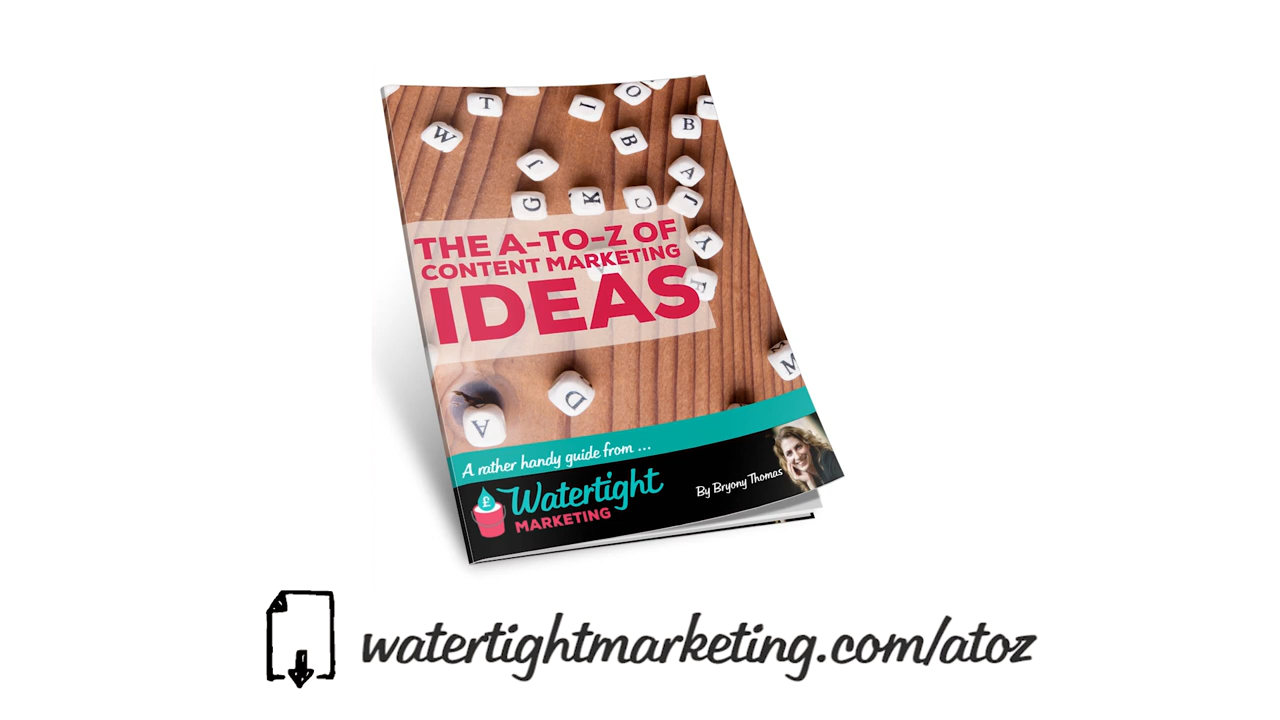 T
I
O
I
W
B
B
J
A
G
K
C
J
Y
THE A-TO-Z OF
F
CONTENT MARKETING
IDEAS
M
D
A
A rather handy guide from ...
£
Watertight
MARKETING
By Bryony Thomas
watertightmarketing.com/atoz